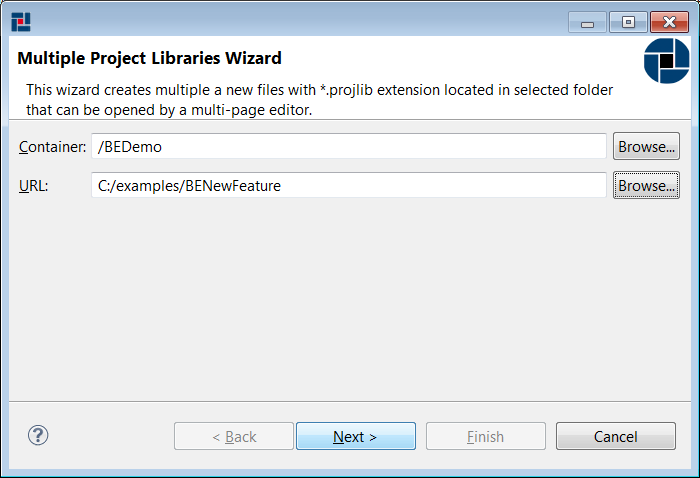 Multiple Project Libraries Wizard
This wizard creates multiple a new files with *.projlib extension located in selected folder
that can be opened by a multi-page editor.
Container: /BEDemo Browse...
URL: C:/examples/BENewFeature Browse...
? < Back Next > Finish Cancel